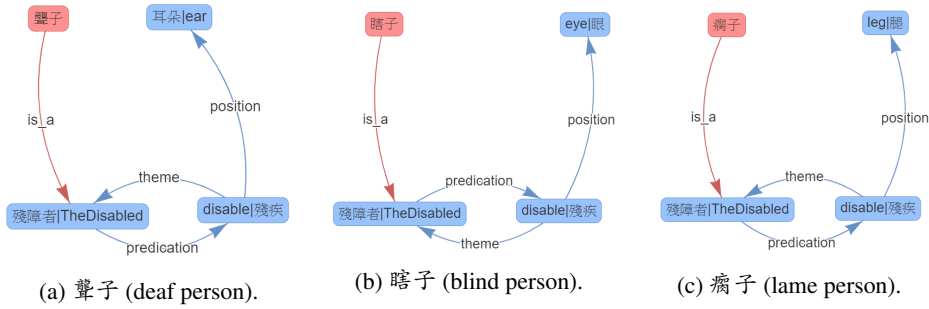 聾子
耳朵|ear
is_a
position
theme
殘障者|TheDisabled
disable|殘疾
predication
(a) 聾子 (deaf person).
瞎子
eye|眼
is_a
position
predication
殘障者|TheDisabled
disable|殘疾
theme
(b) 瞎子 (blind person).
瘸子
leg|腿
is_a
position
theme
殘障者|TheDisabled
disable|殘疾
predication
(c) 瘸子 (lame person).